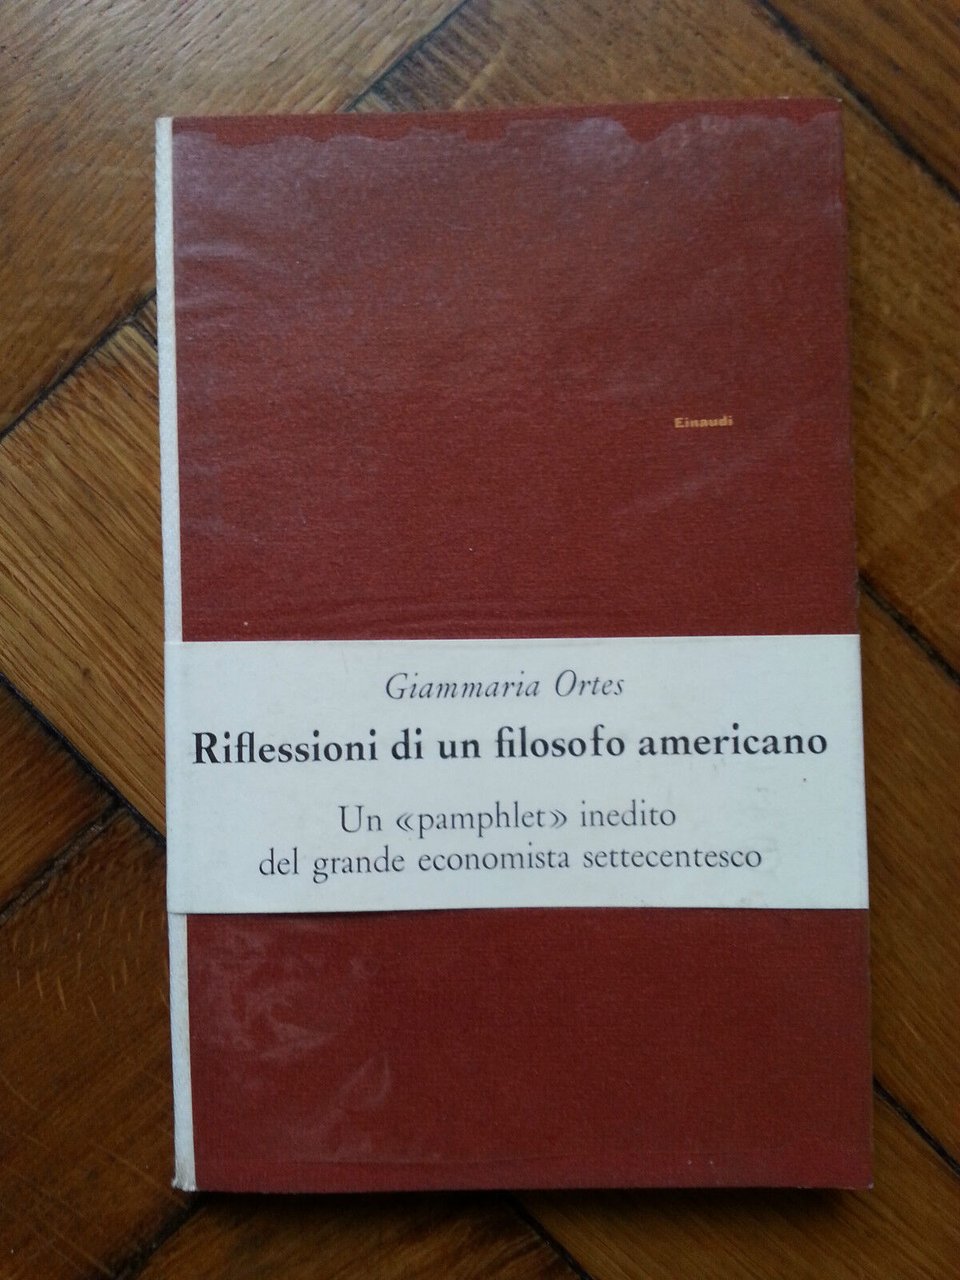 Einaudi
Giammaria Ortes
Riflessioni di un filosofo americano
Un «pamphlet» inedito
del grande economista settecentesco